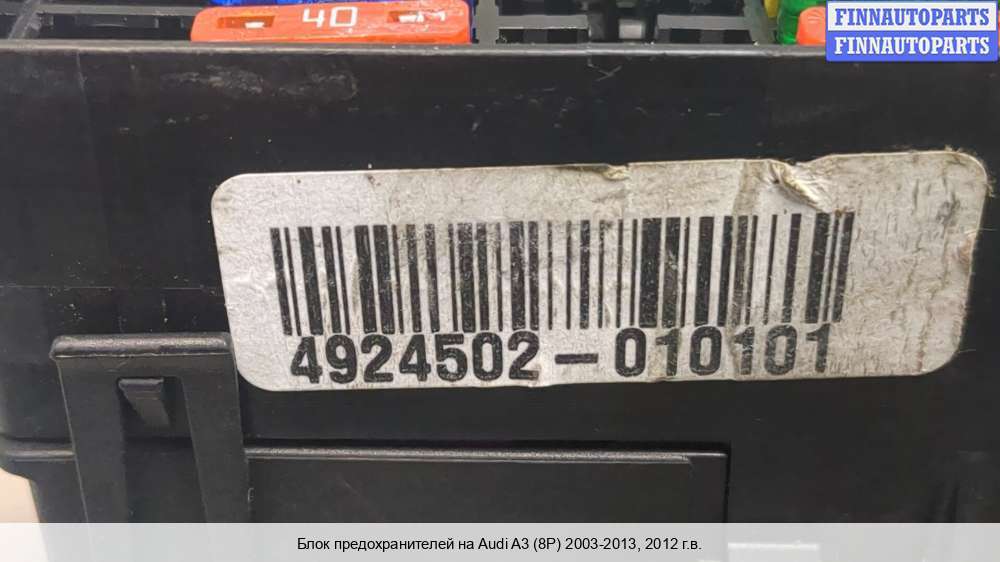 40
FINNAUTOPARTS
FINNAUTOPARTS
4924502-010101
Блок предохранителей на Audi A3 (8P) 2003-2013, 2012 г.в.